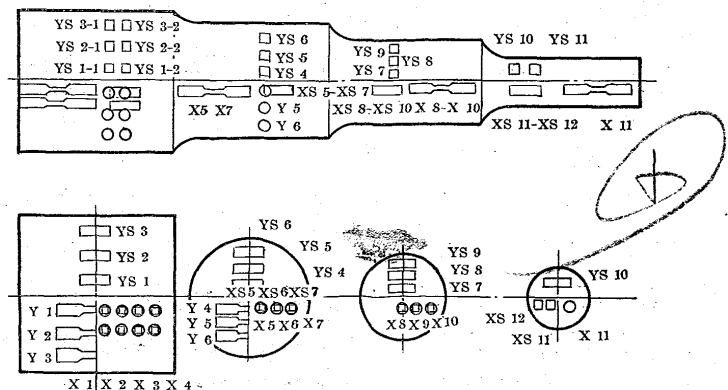 YS 3-1 YS 3-2 YS 6 YS 10 YS 11
YS 2-1 YS 2-2 YS 5 YS 9 YS 8
YS 1-1 YS 1-2 YS 4 YS 7
XS 5-XS 7
X5 X7 Y 5 XS 8-XS 10 X 8-X 10
Y 6 XS 11-XS 12 X 11
YS 6
YS 3 YS 5 YS 9
YS 2 YS 4 YS 8
YS 1 YS 7 YS 10
XS5 XS6 XS7
Y 1 Y 4 XS 12
Y 2 Y 5 X5 X6 X7 X8 X9 X10 X 11
Y 3 Y 6 XS 11
X 1 X 2 X 3 X 4